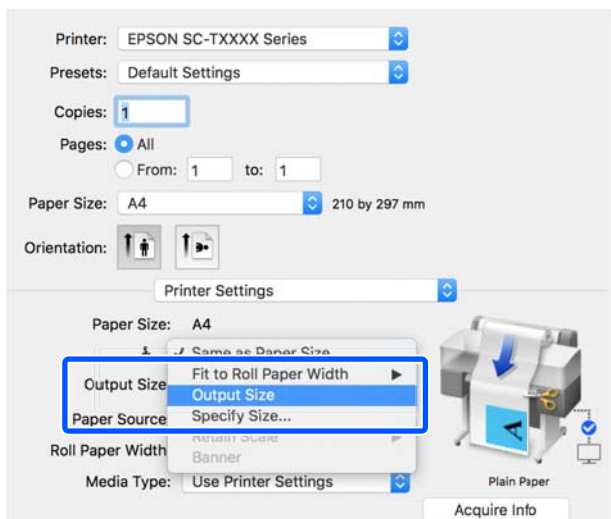 Printer: EPSON SC-TXXXX Series
Presets: Default Settings
Copies: 1
Pages: All
From: 1 to: 1
Paper Size: A4 210 by 297 mm
Orientation:
Printer Settings
Paper Size: A4
✓ Same as Paper Size
Fit to Roll Paper Width ▶
Output Size Output Size
Paper Source Specify Size...
Retain Scale ▶
Roll Paper Width Banner
Media Type: Use Printer Settings
A
Plain Paper
Acquire Info